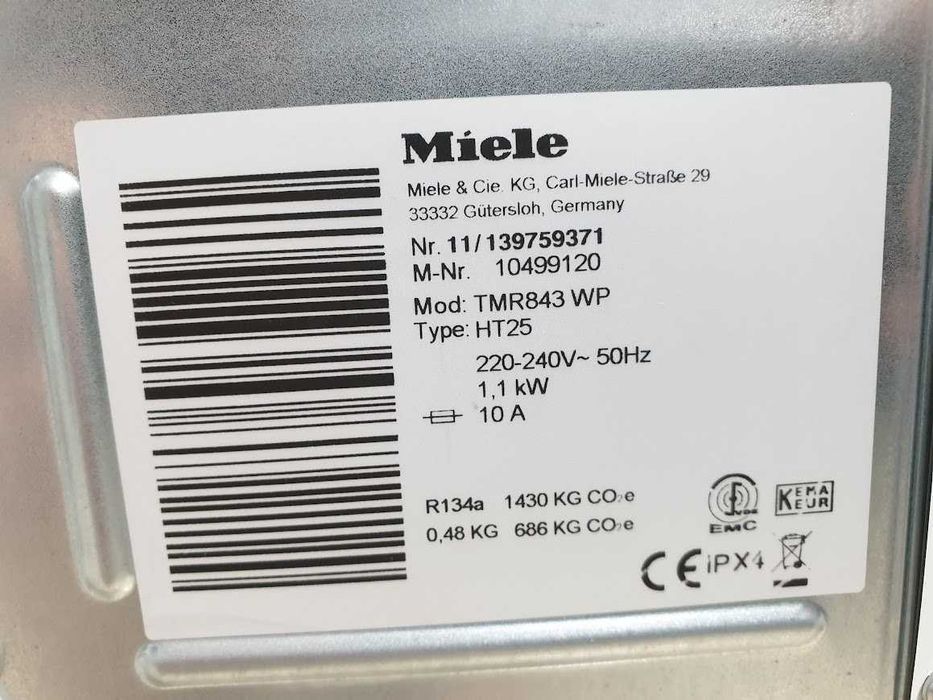 Miele
Miele & Cie. KG, Carl-Miele-Straße 29
33332 Gütersloh, Germany
Nr. 11/139759371
M-Nr. 10499120
Mod: TMR843 WP
Type: HT25
220-240V~ 50Hz
1,1 kW
10 A
R134a 1430 KG CO₂e
0,48 KG 686 KG CO₂e
VDE
EMC
KEMA
KEUR
CE IPX4